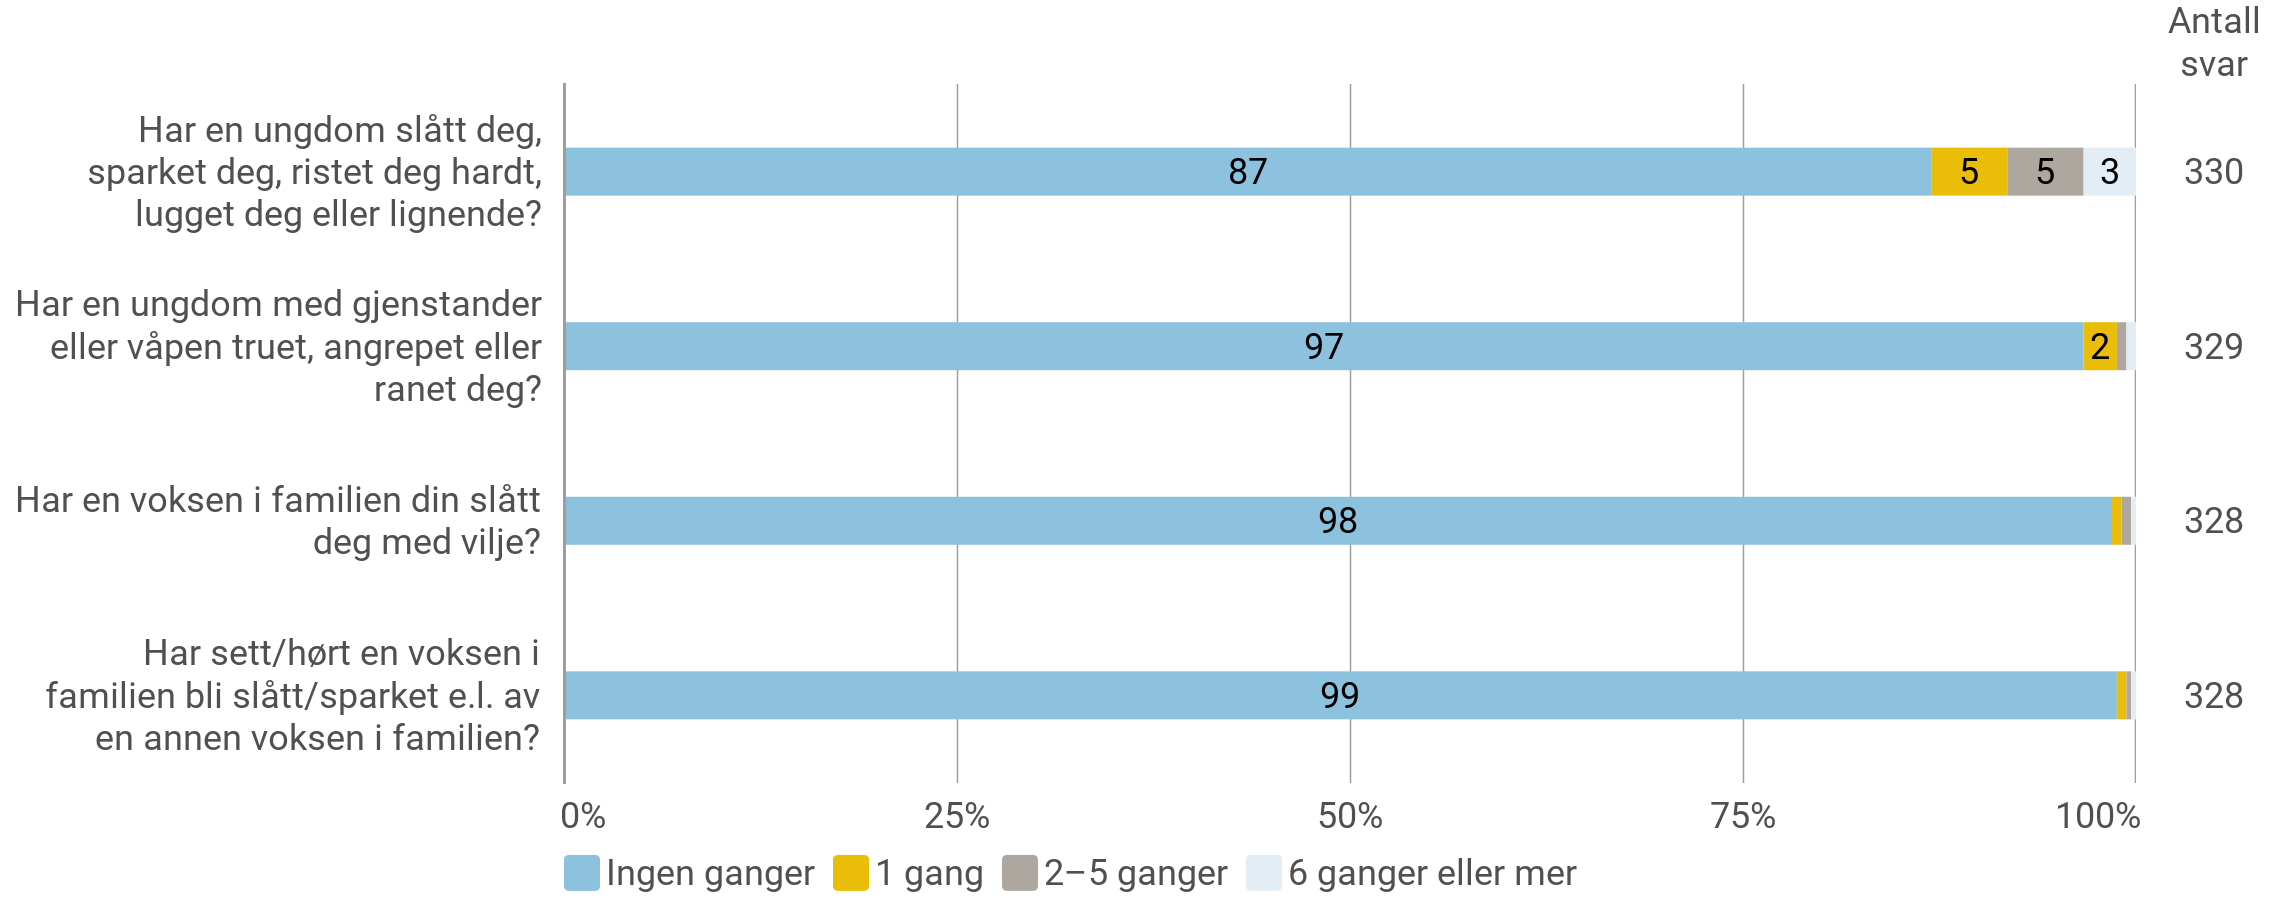 Antall
svar
Har en ungdom slått deg,
sparket deg, ristet deg hardt,
lugget deg eller lignende?
87 5 5 3 330
Har en ungdom med gjenstander
eller våpen truet, angrepet eller
ranet deg?
97 2 329
Har en voksen i familien din slått
deg med vilje?
98 328
Har sett/hørt en voksen i
familien bli slått/sparket e.l. av
en annen voksen i familien?
99 328
0% 25% 50% 75% 100%
Ingen ganger 1 gang 2–5 ganger 6 ganger eller mer